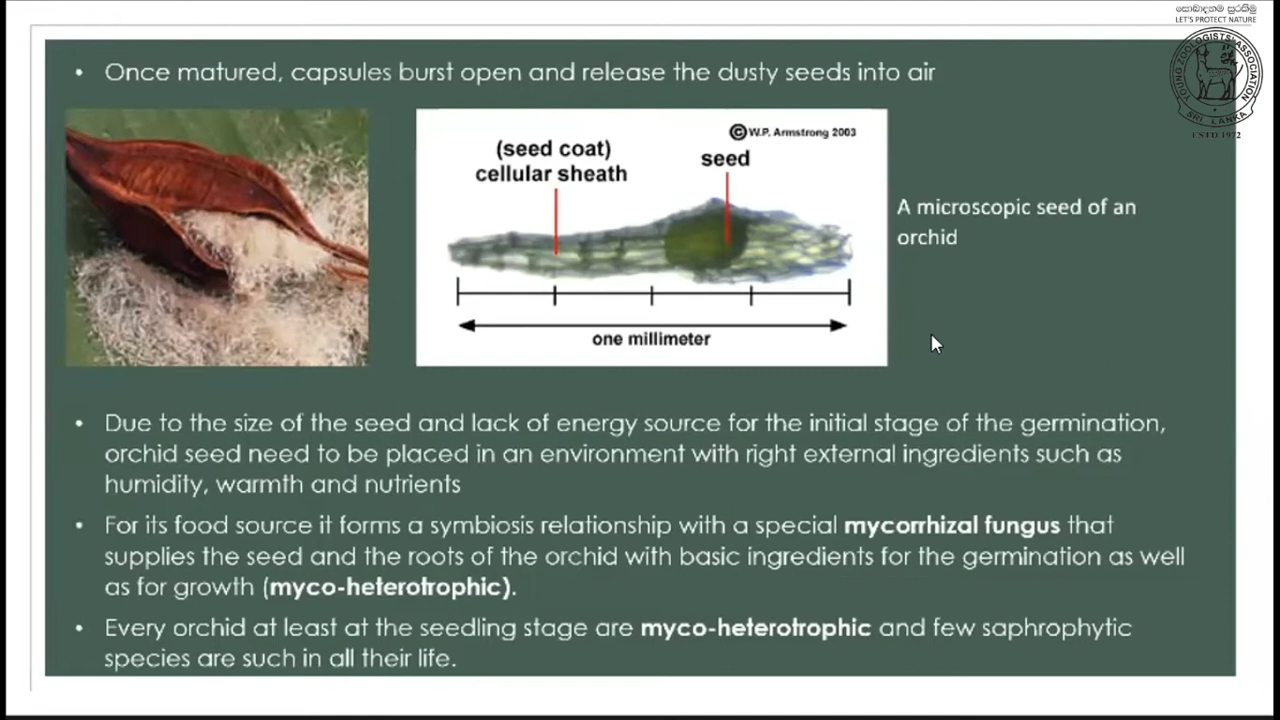 සොබාදහම සුරකිමු
LET'S PROTECT NATURE
YOUNG ZOOLOGISTS' ASSOCIATION
SRI LANKA
ESTD 1972
• Once matured, capsules burst open and release the dusty seeds into air
© W.P. Armstrong 2003
(seed coat)
cellular sheath
seed
one millimeter
A microscopic seed of an
orchid
• Due to the size of the seed and lack of energy source for the initial stage of the germination,
orchid seed need to be placed in an environment with right external ingredients such as
humidity, warmth and nutrients
• For its food source it forms a symbiosis relationship with a special mycorrhizal fungus that
supplies the seed and the roots of the orchid with basic ingredients for the germination as well
as for growth (myco-heterotrophic).
• Every orchid at least at the seedling stage are myco-heterotrophic and few saphrophytic
species are such in all their life.